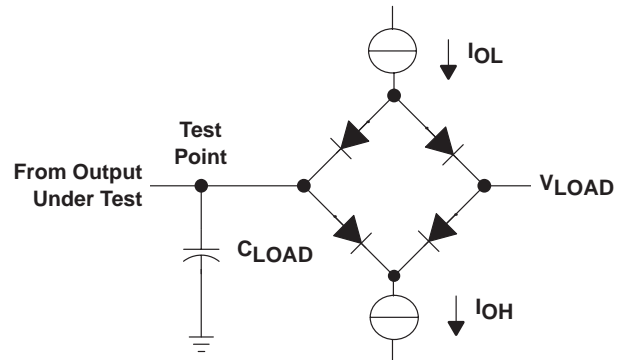 IOL
Test
Point
From Output
Under Test
VLOAD
CLOAD
IOH